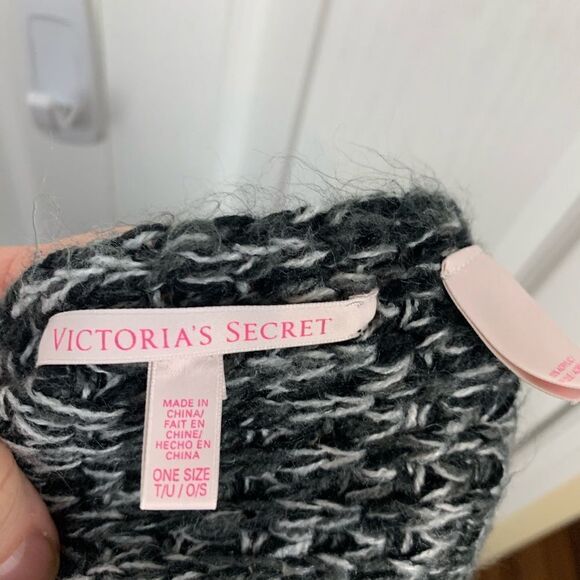 VICTORIA'S SECRET
MADE IN
CHINA/
FAIT EN
CHINE/
HECHO EN
CHINA
ONE SIZE
T/U / O/S